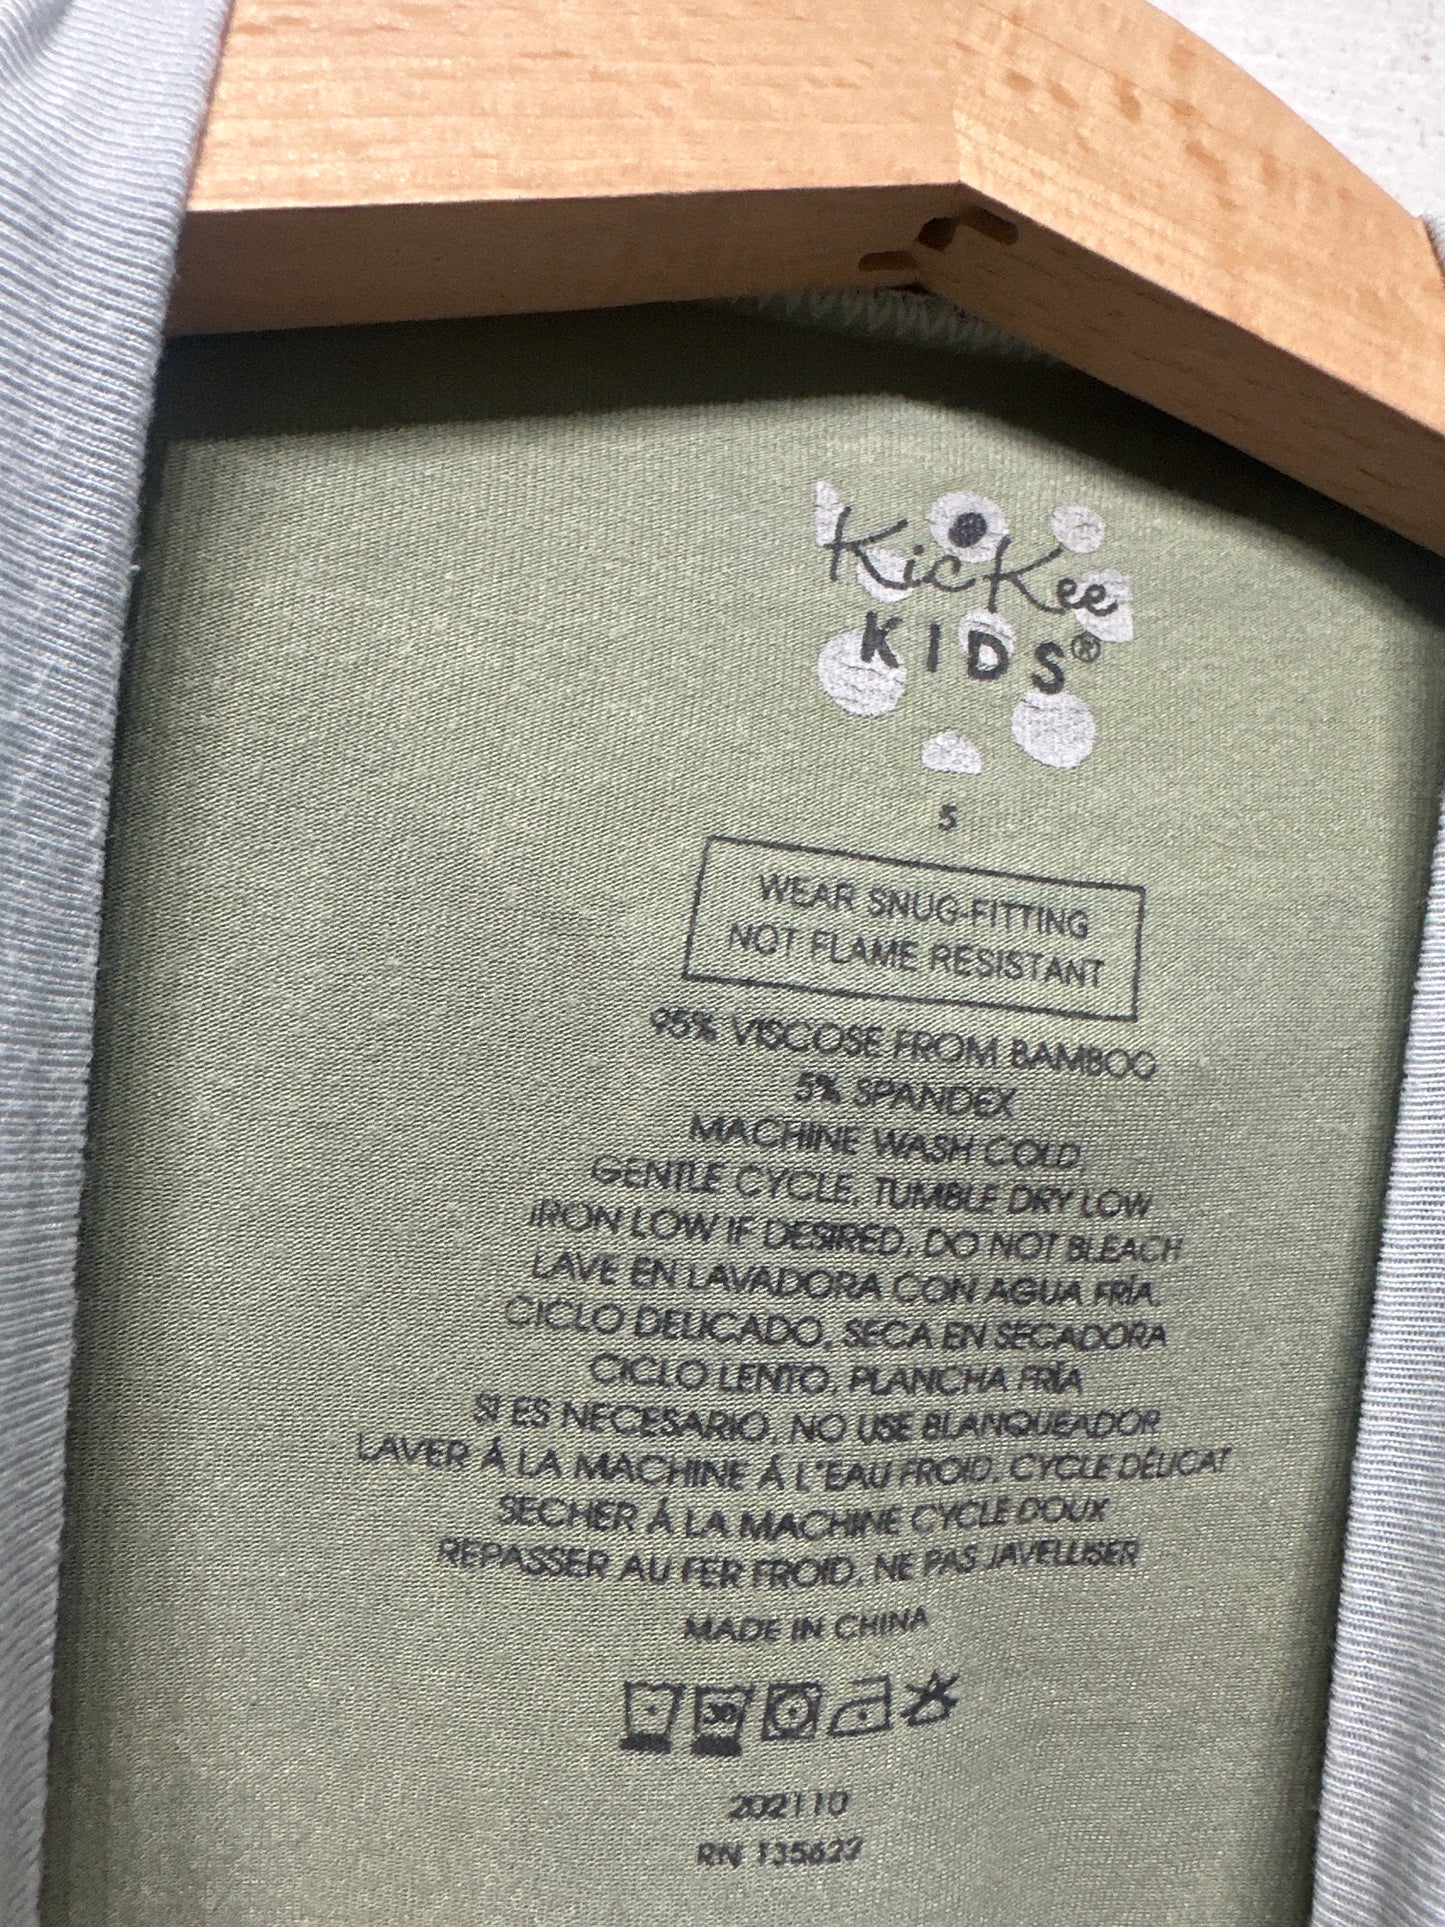 KicKee
KIDS®
5
WEAR SNUG-FITTING
NOT FLAME RESISTANT
95% VISCOSE FROM BAMBOO
5% SPANDEX
MACHINE WASH COLD,
GENTLE CYCLE, TUMBLE DRY LOW
IRON LOW IF DESIRED, DO NOT BLEACH
LAVE EN LAVADORA CON AGUA FRÍA,
CICLO DELICADO, SECA EN SECADORA
CICLO LENTO, PLANCHA FRÍA
SI ES NECESARIO, NO USE BLANQUEADOR
LAVER Á LA MACHINE Á L'EAU FROID, CYCLE DÉLICAT
SECHER Á LA MACHINE CYCLE DOUX
REPASSER AU FER FROID, NE PAS JAVELLISER
MADE IN CHINA
30
202110
RN 135627